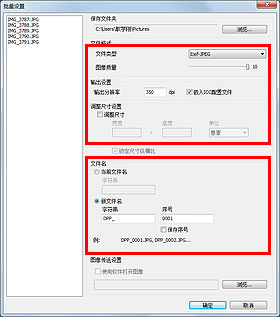 批量设置
IMG_3787.JPG
IMG_3788.JPG
IMG_3789.JPG
IMG_3790.JPG
IMG_3791.JPG
保存文件夹
浏览...
文件格式
文件类型 Exif-JPEG
图像质量 10
输出设置
输出分辨率 350 dpi 嵌入ICC配置文件
调整尺寸设置
调整尺寸
宽度 高度 单位
×
像素
锁定尺寸纵横比
文件名
当前文件名
字符串
新文件名
字符串 序号
DPP_ 0001
保存序号
例: DPP_0001.JPG, DPP_0002.JPG...
图像传送设置
使用软件打开图像
浏览...
确定 取消